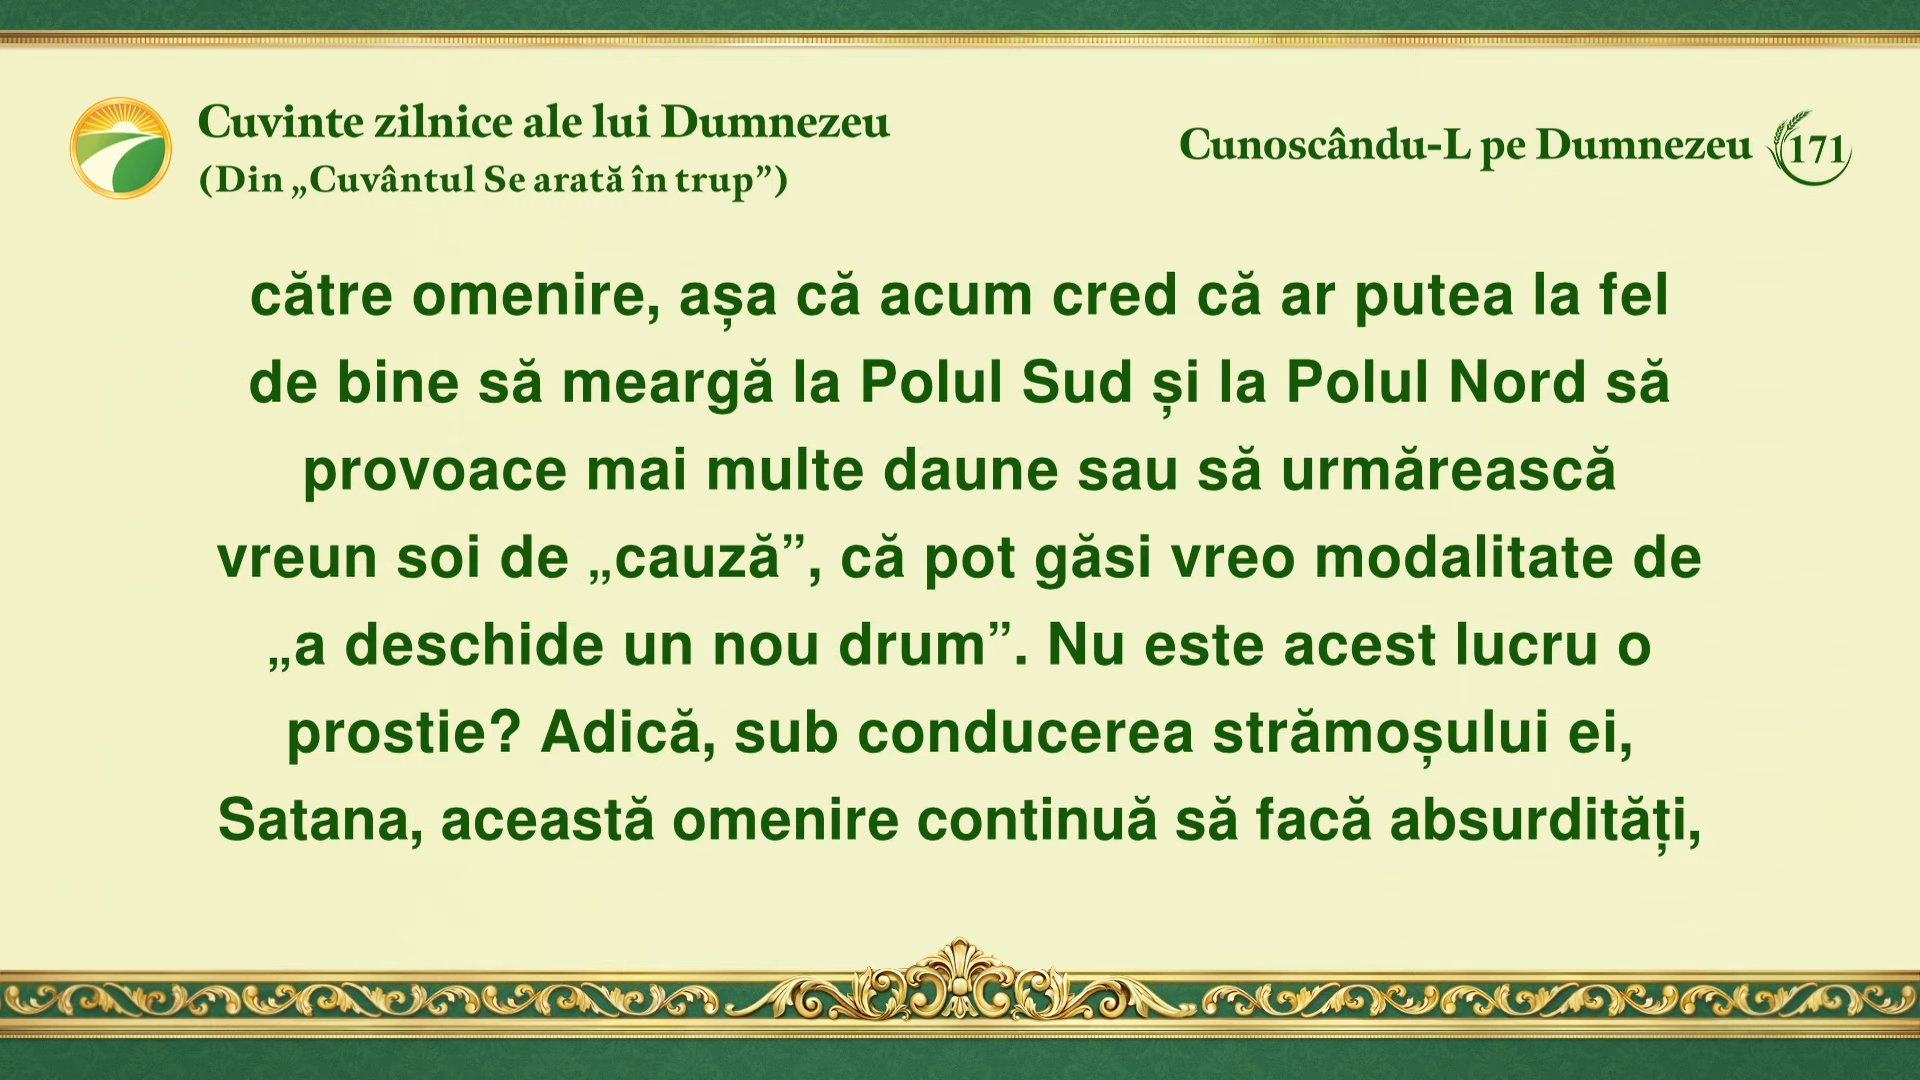 Cuvinte zilnice ale lui Dumnezeu
(Din „Cuvântul Se arată în trup”)
Cunoscându-L pe Dumnezeu 171
către omenire, așa că acum cred că ar putea la fel
de bine să meargă la Polul Sud și la Polul Nord să
provoace mai multe daune sau să urmărească
vreun soi de „cauză”, că pot găsi vreo modalitate de
„a deschide un nou drum”. Nu este acest lucru o
prostie? Adică, sub conducerea strămoșului ei,
Satana, această omenire continuă să facă absurdități,